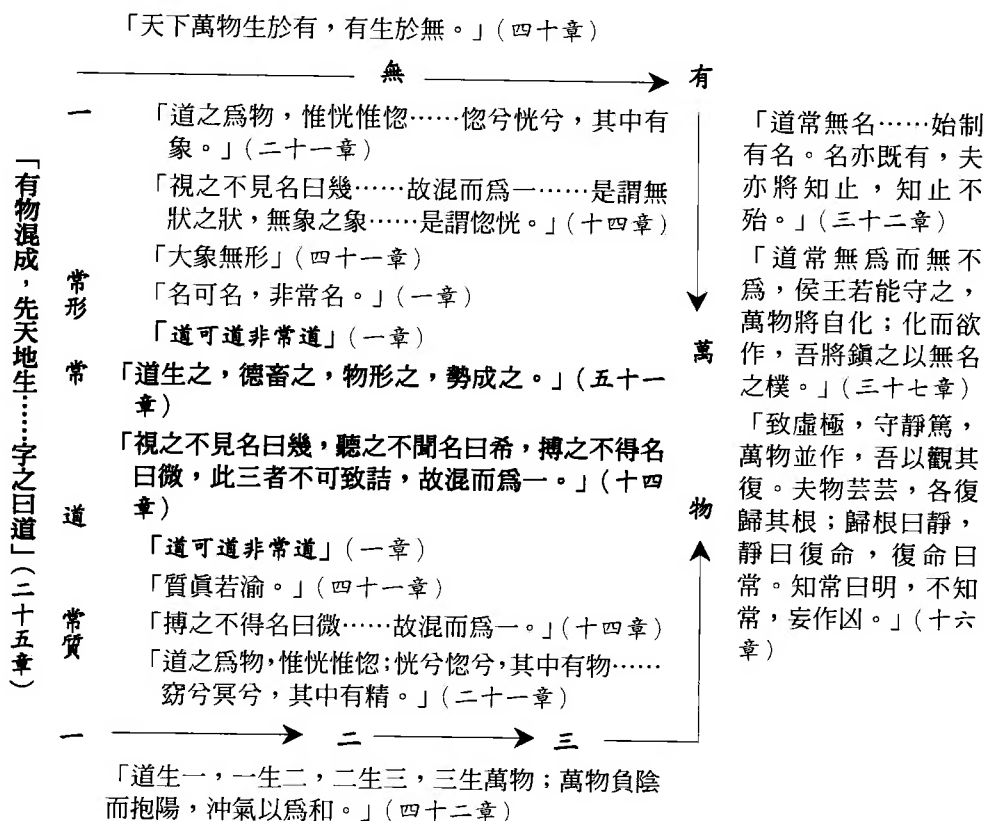 「天下萬物生於有，有生於無。」（四十章）
無
有
「有物混成，先天地生……字之曰道」（二十五章）
一
常形
常
道
常質
「道之爲物，惟恍惟惚……惚兮恍兮，其中有
象。」（二十一章）
「視之不見名曰幾……故混而爲一……是謂無
狀之狀，無象之象……是謂惚恍。」（十四章）
「大象無形」（四十一章）
「名可名，非常名。」（一章）
「道可道非常道」（一章）
「道生之，德畜之，物形之，勢成之。」（五十一
章）
「視之不見名曰幾，聽之不聞名曰希，搏之不得名
曰微，此三者不可致詰，故混而爲一。」（十四
章）
「道可道非常道」（一章）
「質眞若渝。」（四十一章）
「搏之不得名曰微……故混而爲一。」（十四章）
「道之爲物，惟恍惟惚；恍兮惚兮，其中有物……
窈兮冥兮，其中有精。」（二十一章）
萬
物
「道常無名……始制
有名。名亦既有，夫
亦將知止，知止不
殆。」（三十二章）
「道常無爲而無不
爲，侯王若能守之，
萬物將自化；化而欲
作，吾將鎭之以無名
之樸。」（三十七章）
「致虛極，守靜篤，
萬物並作，吾以觀其
復。夫物芸芸，各復
歸其根；歸根曰靜，
靜曰復命，復命曰
常。知常曰明，不知
常，妄作凶。」（十六
章）
一
二
三
「道生一，一生二，二生三，三生萬物；萬物負陰
而抱陽，沖氣以爲和。」（四十二章）